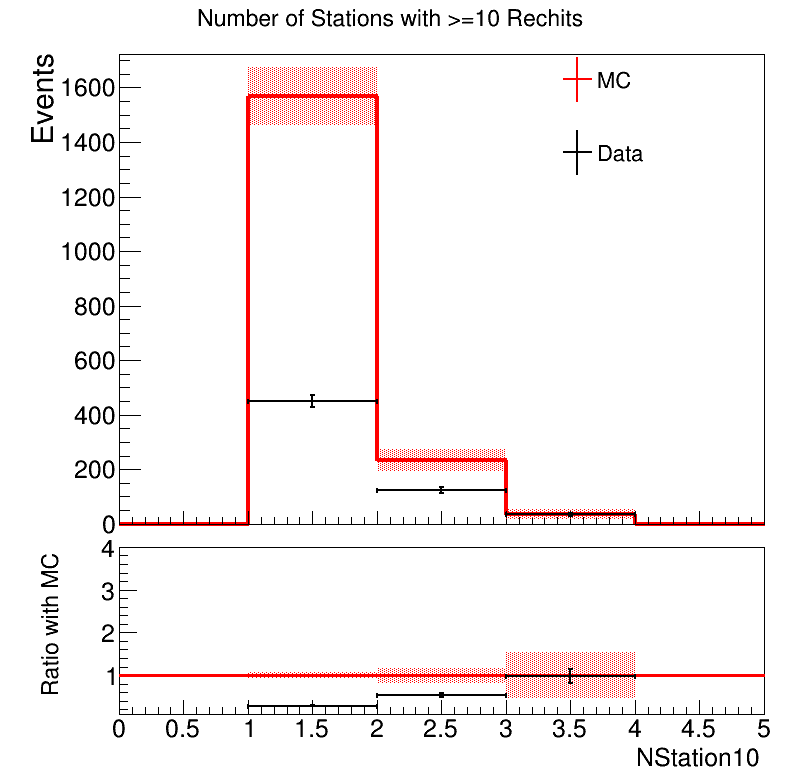 Number of Stations with >=10 Rechits
Events
1600
1400
1200
1000
800
600
400
200
0
MC
Data
Ratio with MC
4
3
2
1
0 0.5 1 1.5 2 2.5 3 3.5 4 4.5 5
NStation10